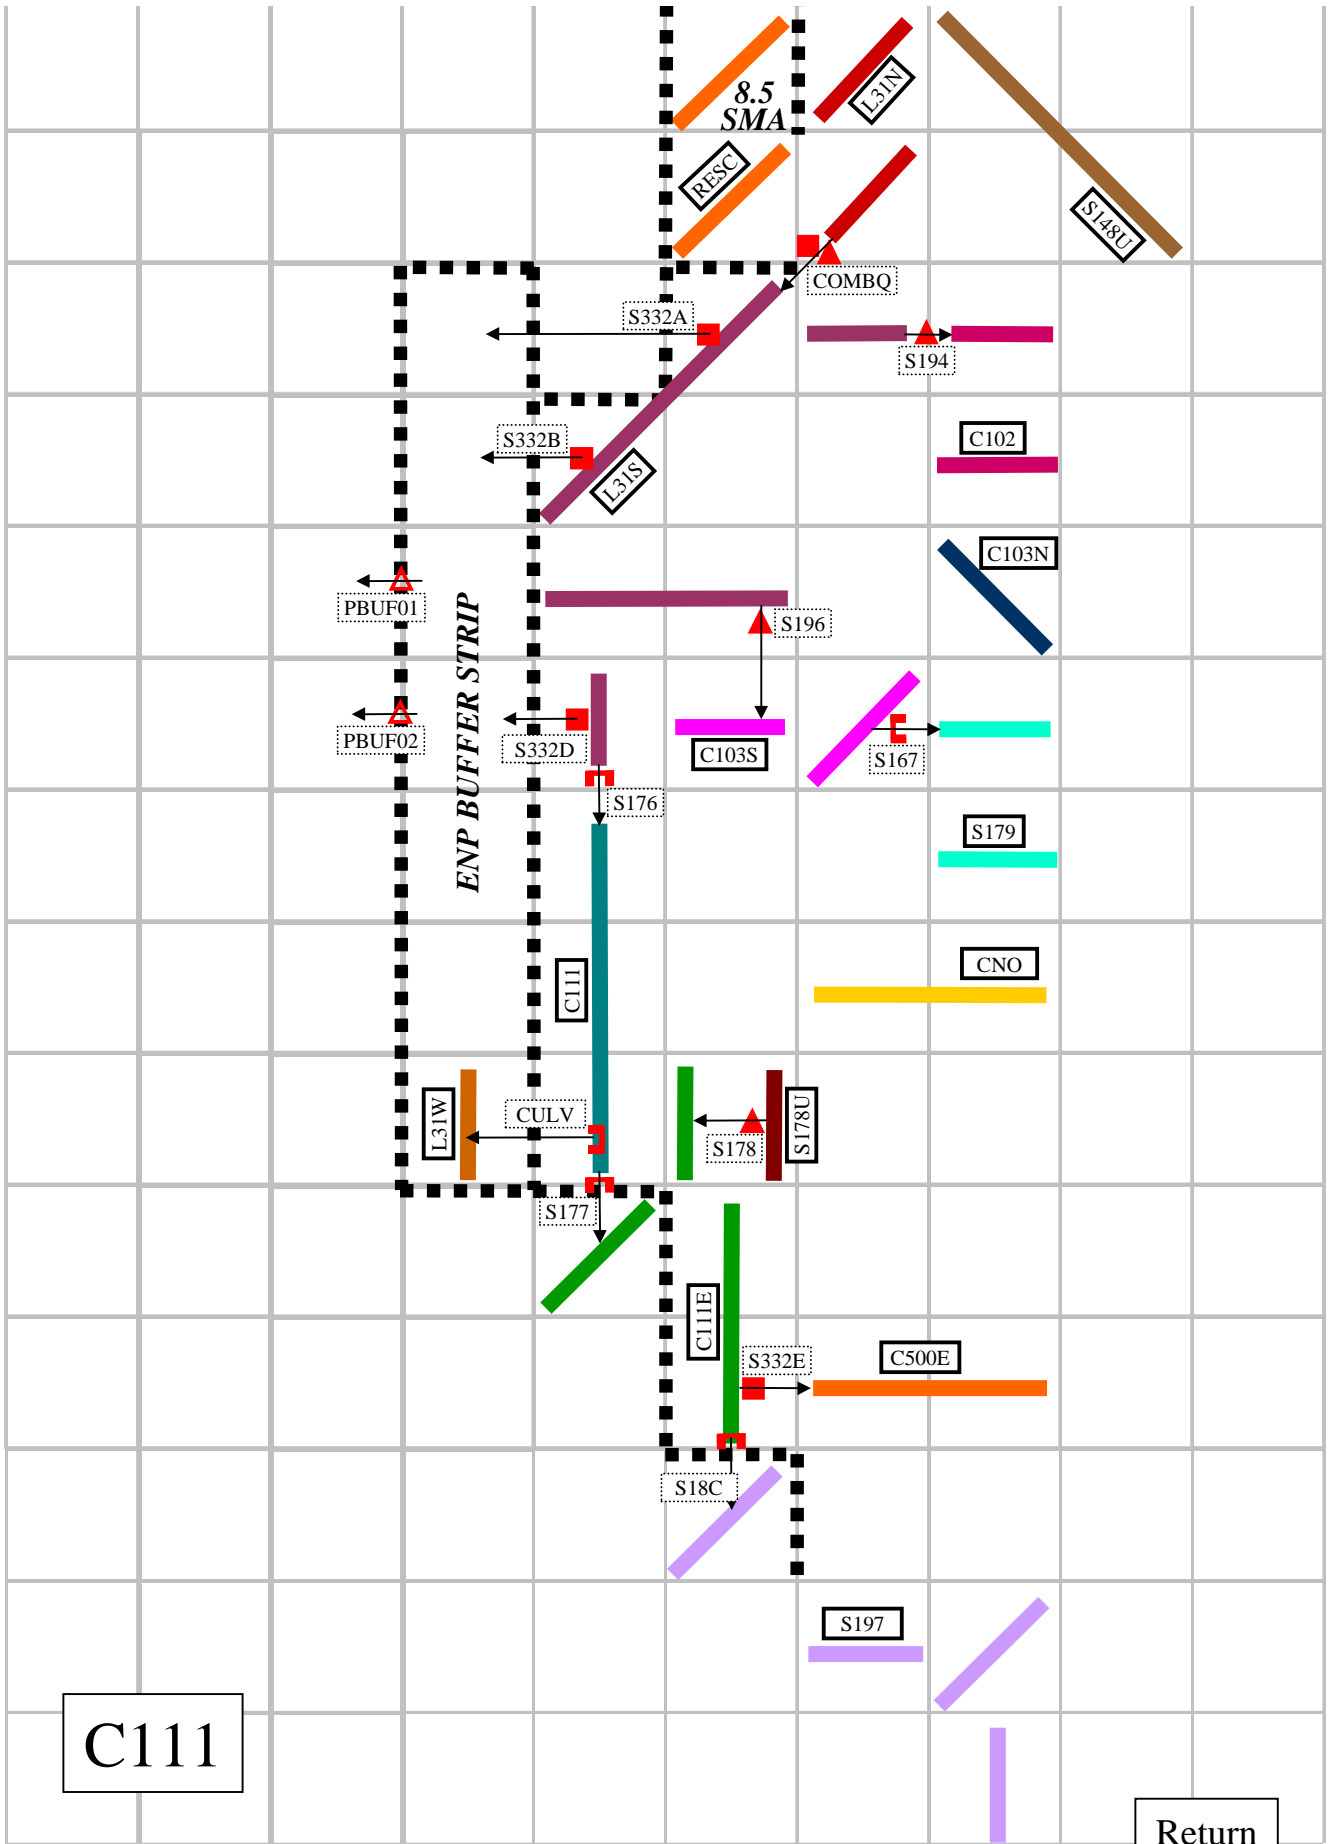 8.5
SMA
L31N
RESC
S148U
COMBQ
S332A
S194
S332B
C102
L31S
C103N
PBUF01
S196
ENP BUFFER STRIP
PBUF02
S332D
C103S
S167
S176
S179
C111
CNO
L31W
CULV
S178
S178U
S177
C111E
S332E
C500E
S18C
S197
C111
Return